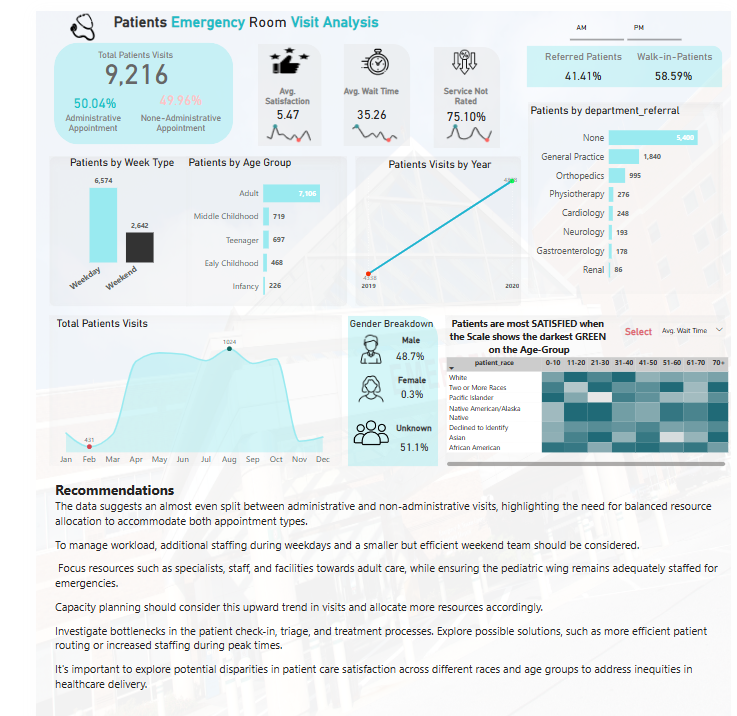 Patients Emergency Room Visit Analysis
AM PM
Total Patients Visits
9,216
50.04% 49.96%
Administrative Appointment
None-Administrative Appointment
Avg. Satisfaction
5.47
Avg. Wait Time
35.26
Service Not Rated
75.10%
Referred Patients Walk-in-Patients
41.41% 58.59%
Patients by Week Type
6,574
2,642
Weekday Weekend
Patients by Age Group
Adult 7,106
Middle Childhood 719
Teenager 697
Ealy Childhood 468
Infancy 226
Patients Visits by Year
2019 2020
Patients by department_referral
None 5,400
General Practice 1,840
Orthopedics 995
Physiotherapy 276
Cardiology 248
Neurology 193
Gastroenterology 178
Renal 86
Total Patients Visits
1024
431
Jan Feb Mar Apr May Jun Jul Aug Sep Oct Nov Dec
Gender Breakdown
Male
48.7%
Female
0.3%
Unknown
51.1%
Patients are most SATISFIED when
the Scale shows the darkest GREEN
on the Age-Group
Select Avg. Wait Time
patient_race 0-10 11-20 21-30 31-40 41-50 51-60 61-70 70+
White
Two or More Races
Pacific Islander
Native American/Alaska
Native
Declined to Identify
Asian
African American
Recommendations
The data suggests an almost even split between administrative and non-administrative visits, highlighting the need for balanced resource
allocation to accommodate both appointment types.
To manage workload, additional staffing during weekdays and a smaller but efficient weekend team should be considered.
Focus resources such as specialists, staff, and facilities towards adult care, while ensuring the pediatric wing remains adequately staffed for
emergencies.
Capacity planning should consider this upward trend in visits and allocate more resources accordingly.
Investigate bottlenecks in the patient check-in, triage, and treatment processes. Explore possible solutions, such as more efficient patient
routing or increased staffing during peak times.
It's important to explore potential disparities in patient care satisfaction across different races and age groups to address inequities in
healthcare delivery.